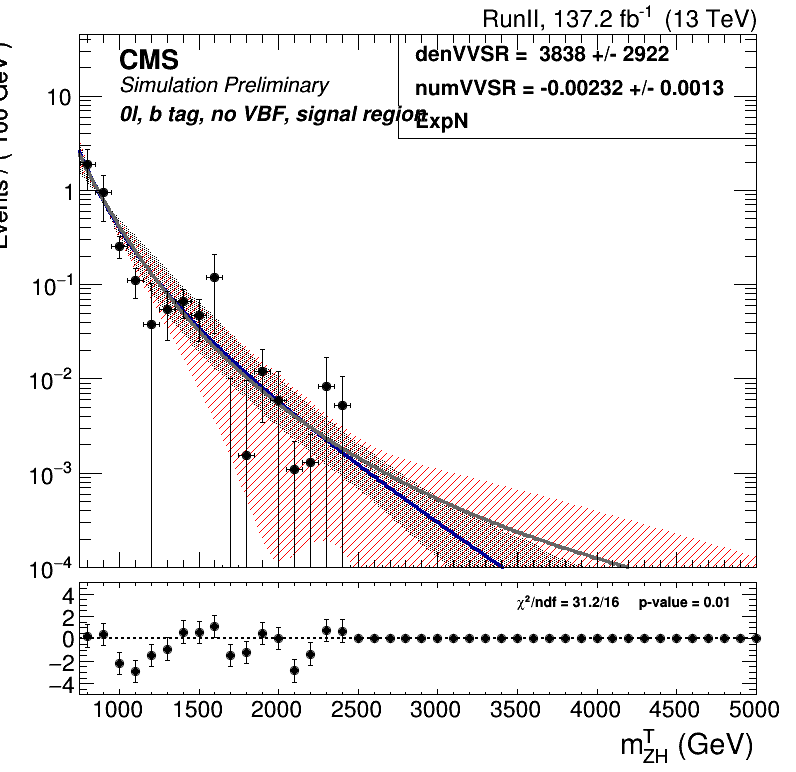 RunII, 137.2 fb-1 (13 TeV)
CMS
Simulation Preliminary
0l, b tag, no VBF, signal region
denVVSR = 3838 +/- 2922
numVVSR = -0.00232 +/- 0.0013
ExpN
Events / ( 100 GeV )
10
1
10−1
10−2
10−3
10−4
χ2/ndf = 31.2/16 p-value = 0.01
4
2
0
−2
−4
1000 1500 2000 2500 3000 3500 4000 4500 5000
mTZH (GeV)